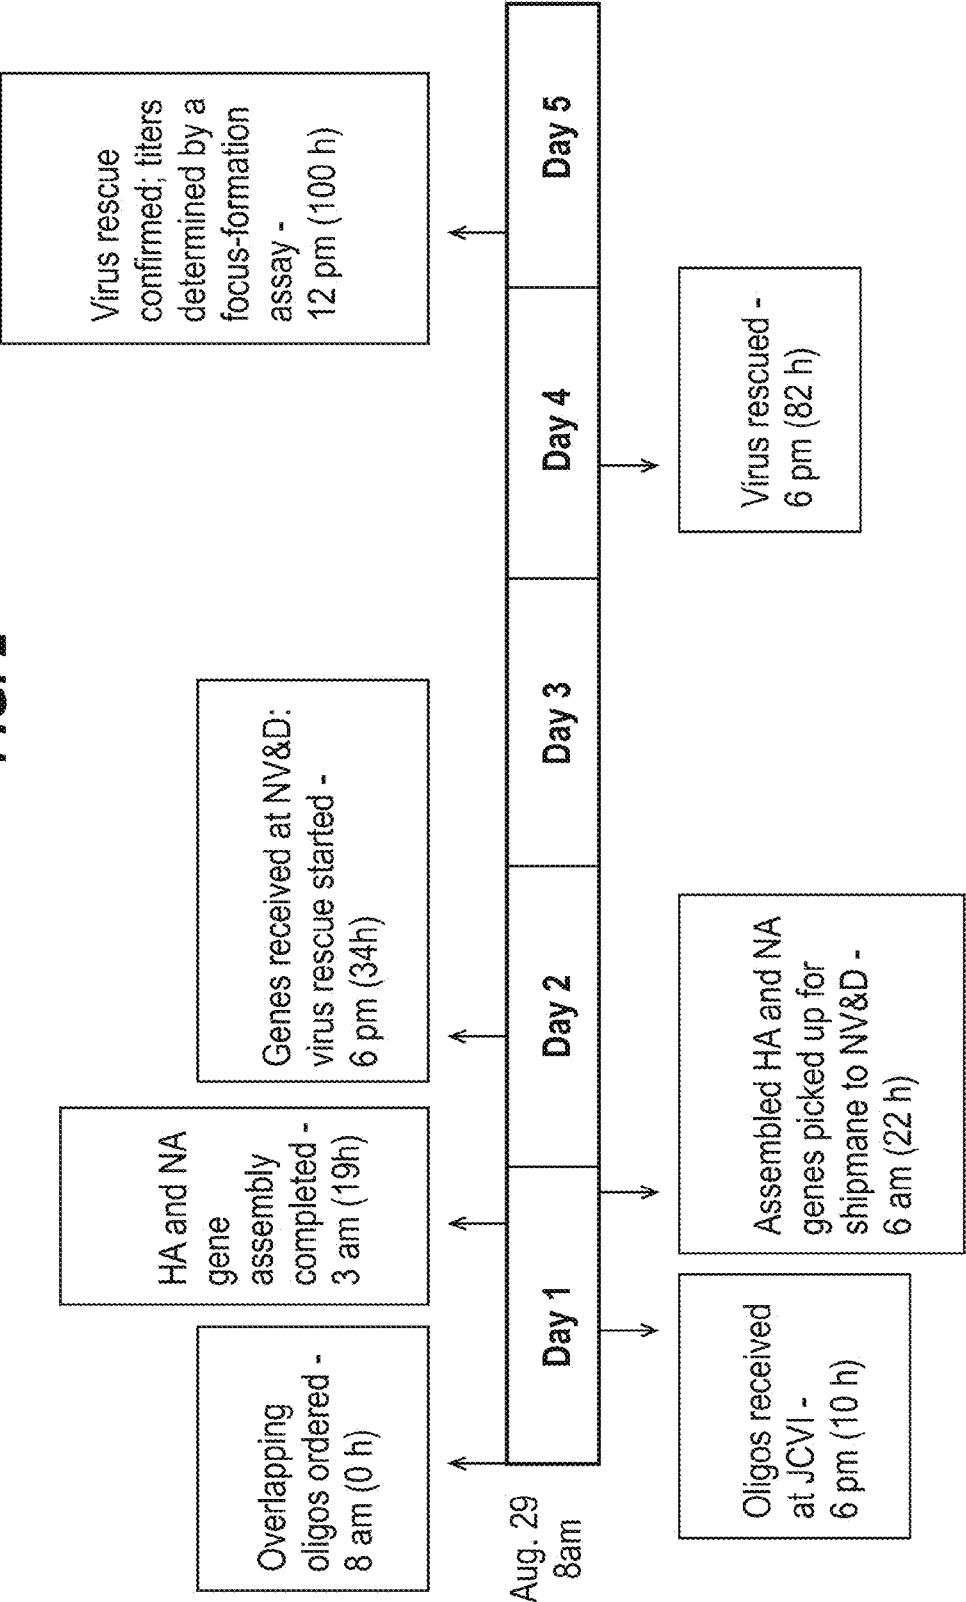 Overlapping
oligos ordered -
8 am (0 h)
HA and NA
gene
assembly
completed -
3 am (19h)
Genes received at NV&D:
virus rescue started -
6 pm (34h)
Virus rescue
confirmed; titers
determined by a
focus-formation
assay -
12 pm (100 h)
Aug. 29
8am
Day 1
Day 2
Day 3
Day 4
Day 5
Oligos received
at JCVI -
6 pm (10 h)
Assembled HA and NA
genes picked up for
shipmane to NV&D -
6 am (22 h)
Virus rescued -
6 pm (82 h)